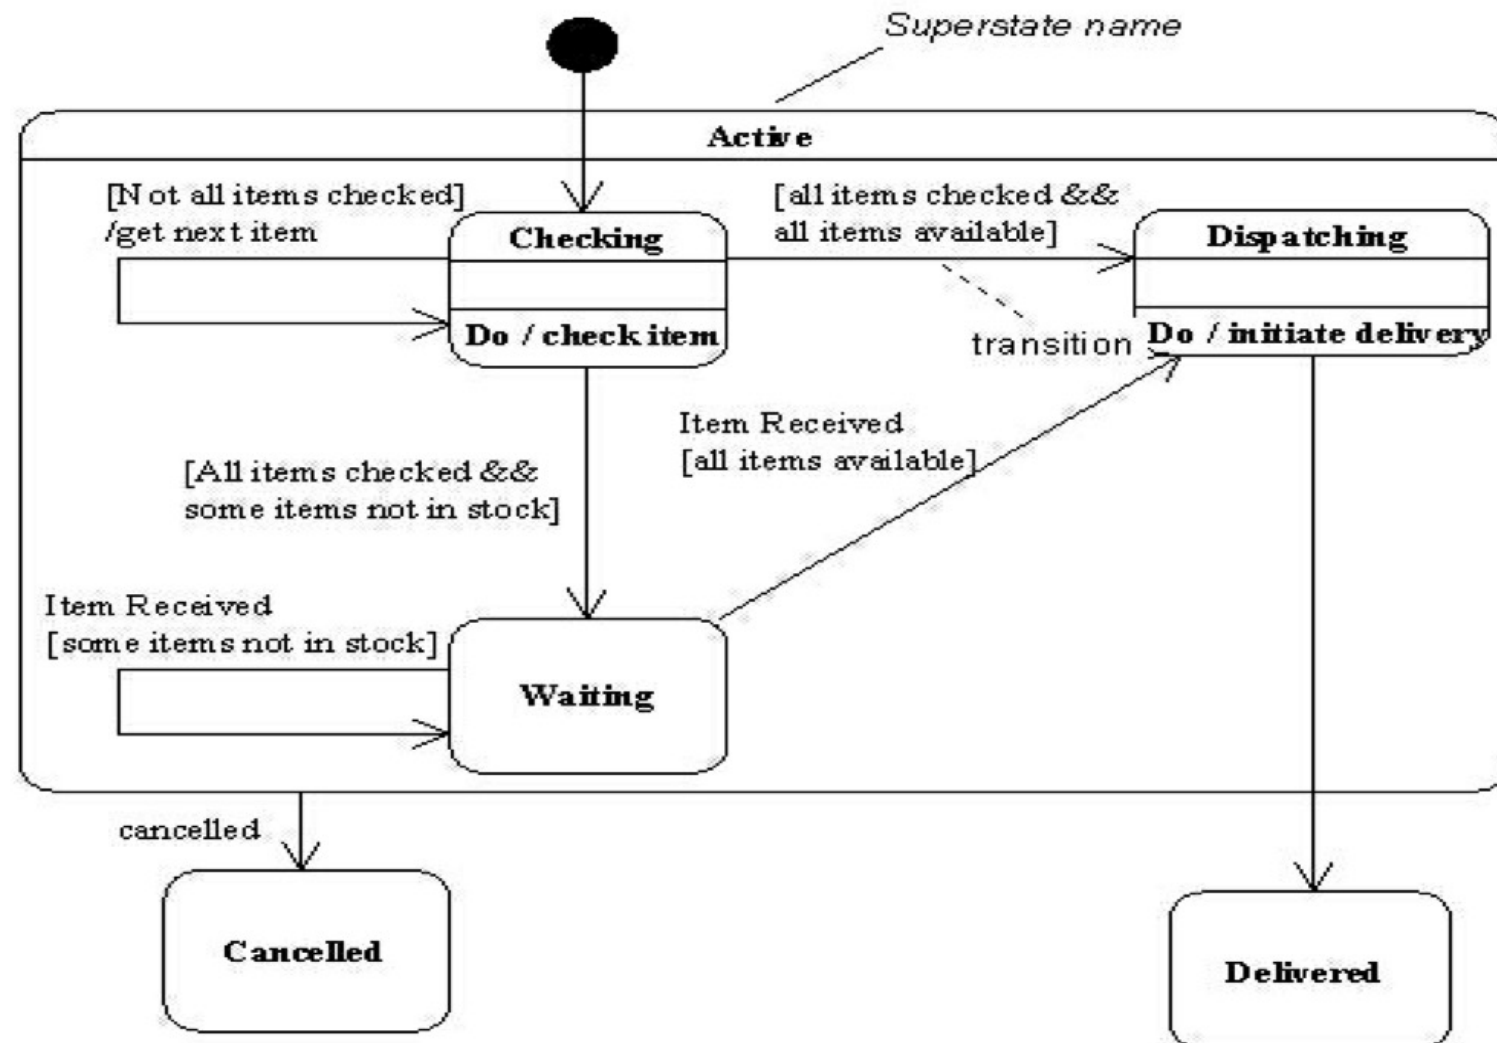 Superstate name
Active
[Not all items checked]
/get next item
Checking
Do / check item
[all items checked &&
all items available]
Dispatching
Do / initiate delivery
transition
Item Received
[all items available]
[All items checked &&
some items not in stock]
Item Received
[some items not in stock]
Waiting
cancelled
Cancelled
Delivered